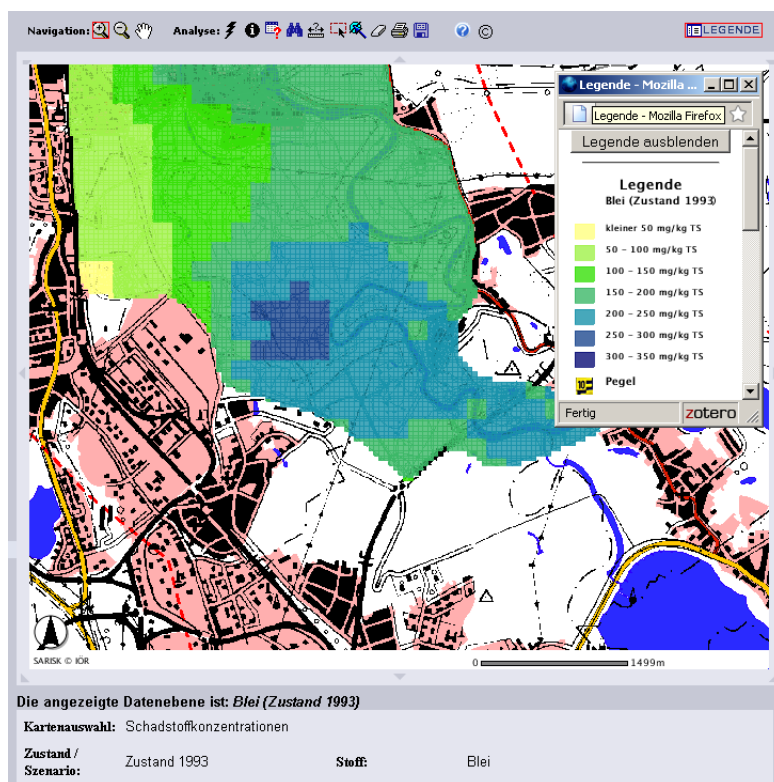 Navigation: Analyse: LEGENDE
Legende - Mozilla ...
Legende - Mozilla Firefox
Legende ausblenden
Legende
Blei (Zustand 1993)
kleiner 50 mg/kg TS
50 - 100 mg/kg TS
100 - 150 mg/kg TS
150 - 200 mg/kg TS
200 - 250 mg/kg TS
250 - 300 mg/kg TS
300 - 350 mg/kg TS
Pegel
Fertig zotero
SARISK © IÖR
0 1499m
Die angezeigte Datenebene ist: Blei (Zustand 1993)
Kartenauswahl: Schadstoffkonzentrationen
Zustand /
Szenario: Zustand 1993 Stoff: Blei